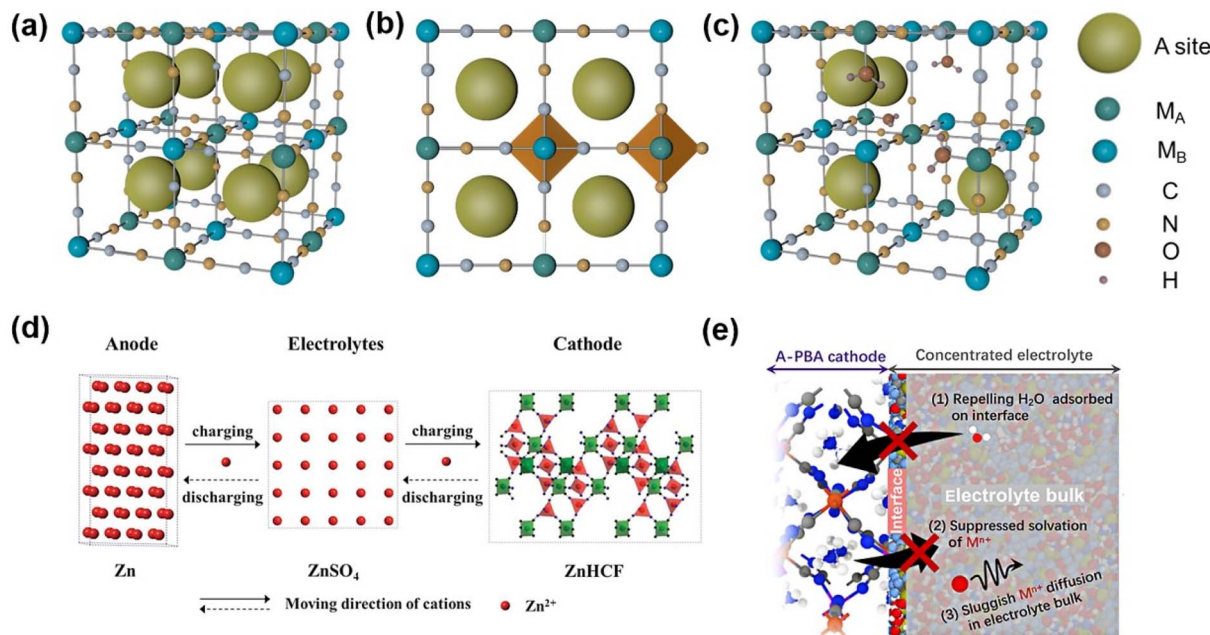 (a)
(b)
(c)
A site
M_A
M_B
C
N
O
H
(d)
Anode
Electrolytes
Cathode
charging
discharging
charging
discharging
Zn
ZnSO₄
ZnHCF
Moving direction of cations
Zn²⁺
(e)
A-PBA cathode
Concentrated electrolyte
(1) Repelling H₂O adsorbed
on interface
Interface
Electrolyte bulk
(2) Suppressed solvation
of Mⁿ⁺
(3) Sluggish Mⁿ⁺ diffusion
in electrolyte bulk